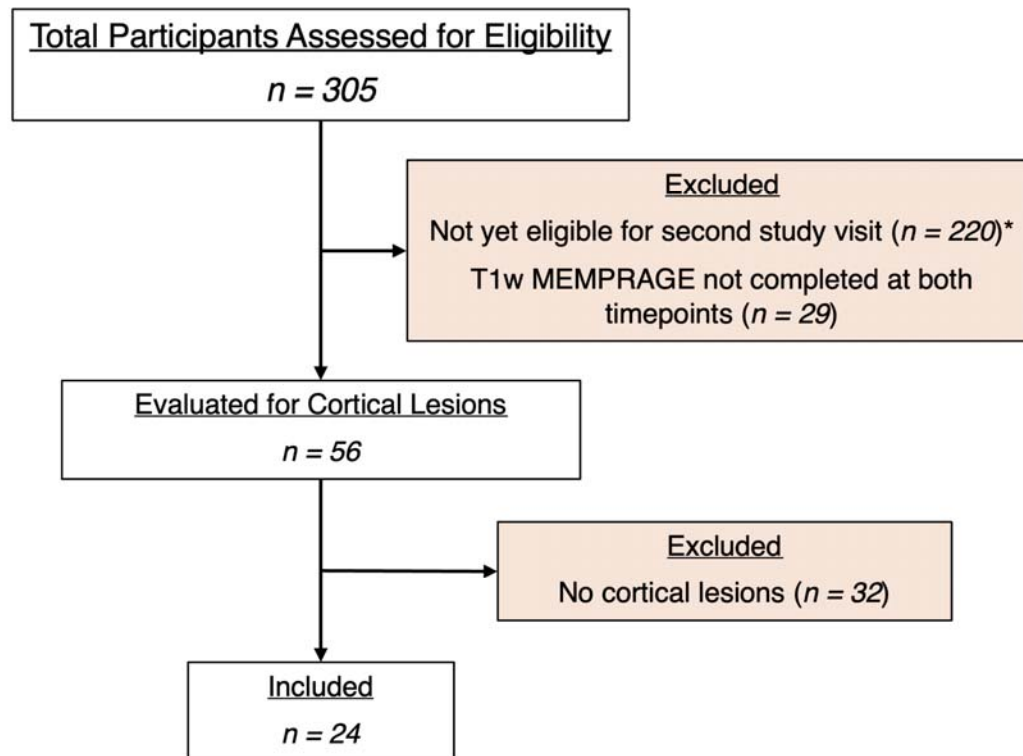 Total Participants Assessed for Eligibility
n = 305
Excluded
Not yet eligible for second study visit (n = 220)*
T1w MEMPRAGE not completed at both
timepoints (n = 29)
Evaluated for Cortical Lesions
n = 56
Excluded
No cortical lesions (n = 32)
Included
n = 24